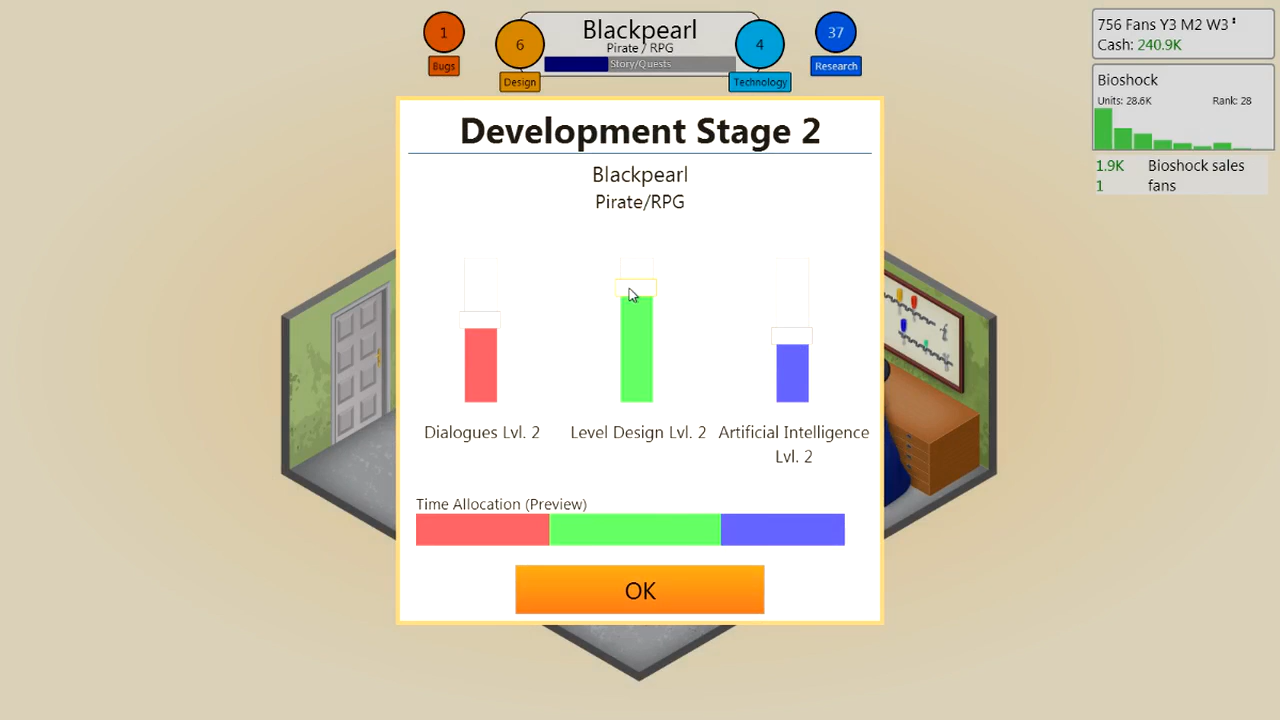 1
Bugs
6
Design
Blackpearl
Pirate / RPG
Story/Quests
4
Technology
37
Research
756 Fans Y3 M2 W3
Cash: 240.9K
Bioshock
Units: 28.6K Rank: 28
1.9K Bioshock sales
1 fans
Development Stage 2
Blackpearl
Pirate/RPG
Dialogues Lvl. 2
Level Design Lvl. 2
Artificial Intelligence
Lvl. 2
Time Allocation (Preview)
OK